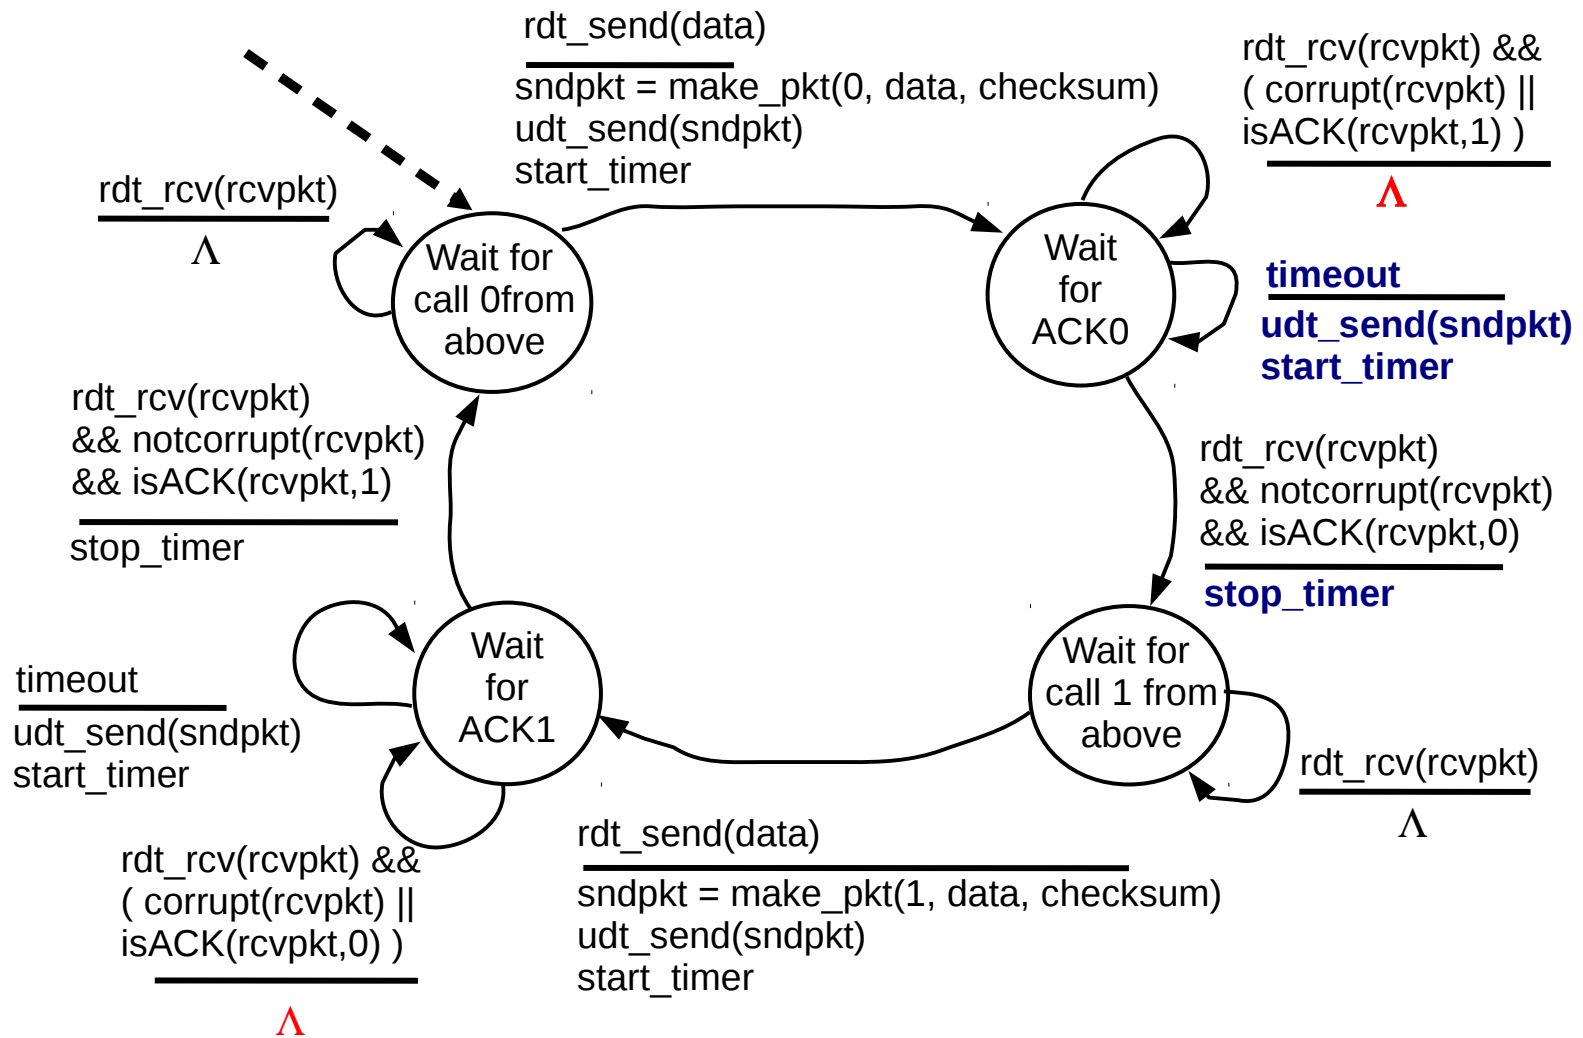 rdt_send(data)
sndpkt = make_pkt(0, data, checksum)
udt_send(sndpkt)
start_timer
rdt_rcv(rcvpkt) &&
( corrupt(rcvpkt) ||
isACK(rcvpkt,1) )
Λ
rdt_rcv(rcvpkt)
Λ
Wait for
call 0from
above
Wait
for
ACK0
timeout
udt_send(sndpkt)
start_timer
rdt_rcv(rcvpkt)
&& notcorrupt(rcvpkt)
&& isACK(rcvpkt,1)
stop_timer
rdt_rcv(rcvpkt)
&& notcorrupt(rcvpkt)
&& isACK(rcvpkt,0)
stop_timer
Wait
for
ACK1
Wait for
call 1 from
above
timeout
udt_send(sndpkt)
start_timer
rdt_rcv(rcvpkt)
Λ
rdt_rcv(rcvpkt) &&
( corrupt(rcvpkt) ||
isACK(rcvpkt,0) )
Λ
rdt_send(data)
sndpkt = make_pkt(1, data, checksum)
udt_send(sndpkt)
start_timer